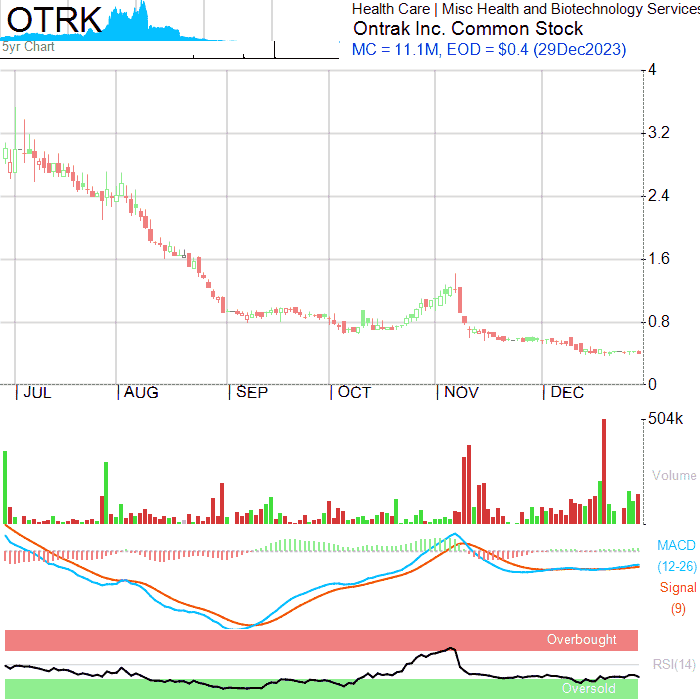 OTRK
5yr Chart
Health Care | Misc Health and Biotechnology Services
Ontrak Inc. Common Stock
MC = 11.1M, EOD = $0.4 (29Dec2023)
4
3.2
2.4
1.6
0.8
0
JUL AUG SEP OCT NOV DEC
504k
Volume
MACD
(12-26)
Signal
(9)
Overbought
RSI(14)
Oversold